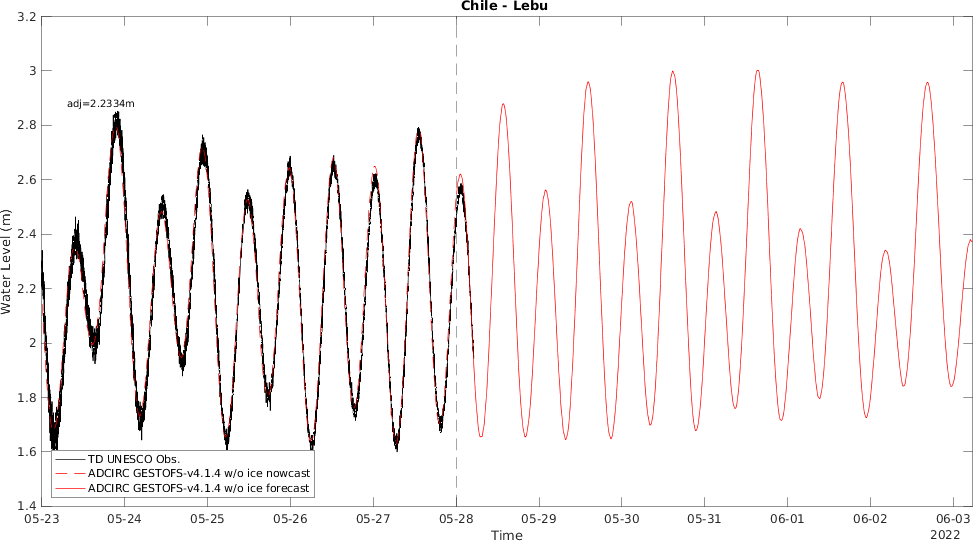 Chile - Lebu
3.2
3
2.8
2.6
2.4
2.2
2
1.8
1.6
1.4
Water Level (m)
adj=2.2334m
TD UNESCO Obs.
ADCIRC GESTOFS-v4.1.4 w/o ice nowcast
ADCIRC GESTOFS-v4.1.4 w/o ice forecast
05-23 05-24 05-25 05-26 05-27 05-28 05-29 05-30 05-31 06-01 06-02 06-03
Time
2022